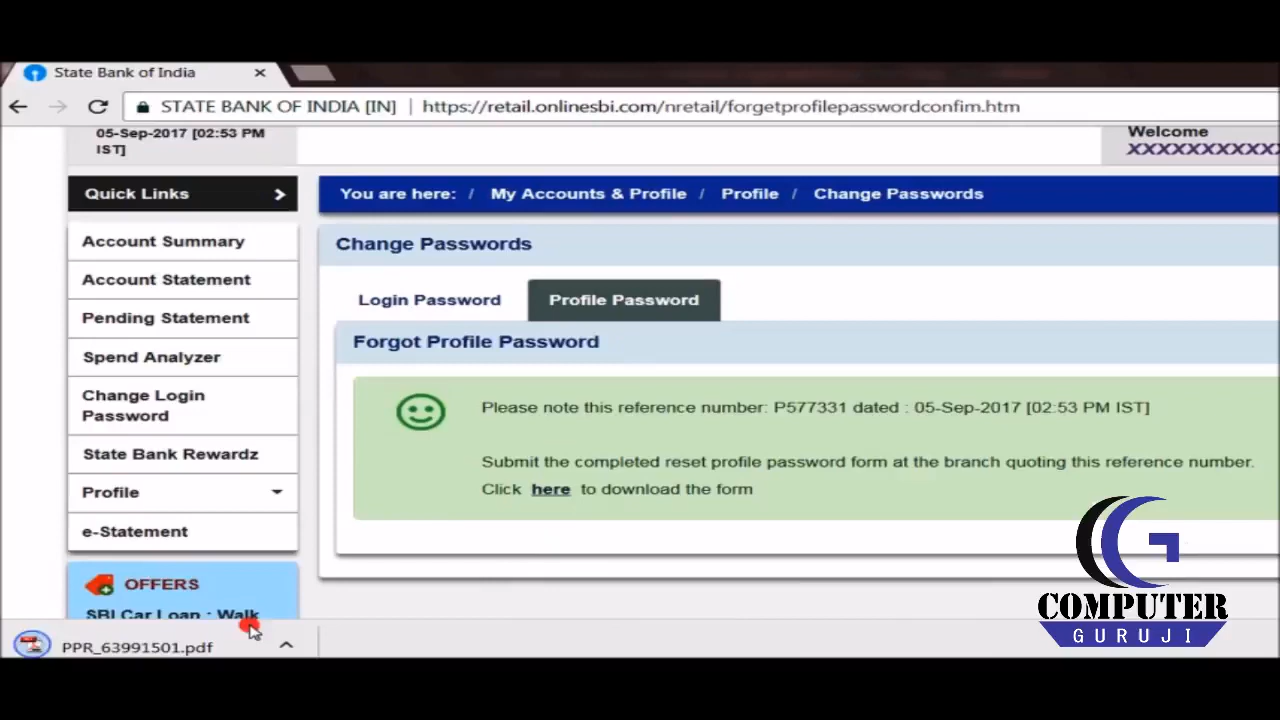 State Bank of India
STATE BANK OF INDIA [IN] | https://retail.onlinesbi.com/nretail/forgetprofilepasswordconfim.htm
05-Sep-2017 [02:53 PM
IST]
Welcome
XXXXXXXXXX
Quick Links
You are here: / My Accounts & Profile / Profile / Change Passwords
Account Summary
Account Statement
Pending Statement
Spend Analyzer
Change Login
Password
State Bank Rewardz
Profile
e-Statement
Change Passwords
Login Password
Profile Password
Forgot Profile Password
Please note this reference number: P577331 dated : 05-Sep-2017 [02:53 PM IST]
Submit the completed reset profile password form at the branch quoting this reference number.
Click here to download the form
OFFERS
SBI Car Loan : Walk
PPR_63991501.pdf
CG
COMPUTER
GURUJI